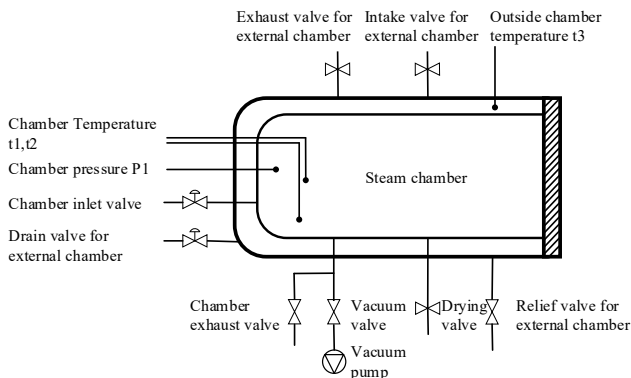 Exhaust valve for
external chamber
Intake valve for
external chamber
Outside chamber
temperature t3
Chamber Temperature
t1,t2
Chamber pressure P1
Steam chamber
Chamber inlet valve
Drain valve for
external chamber
Chamber
exhaust valve
Vacuum
valve
Drying
valve
Relief valve for
external chamber
Vacuum
pump